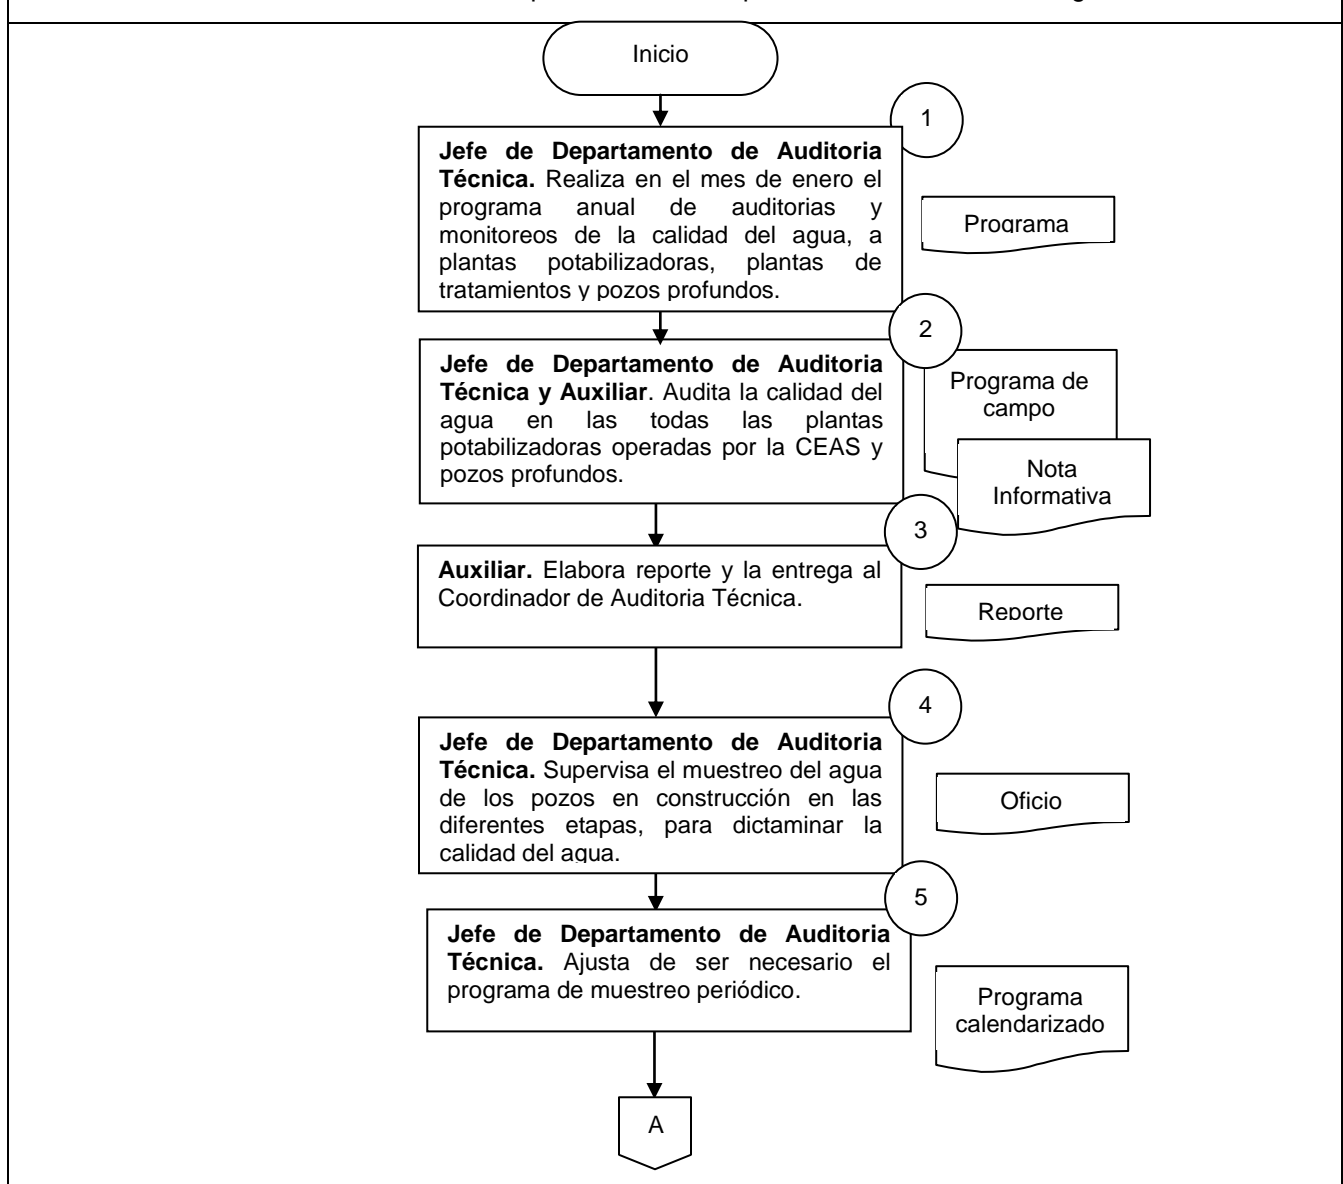 Inicio
1
Jefe de Departamento de Auditoria
Técnica. Realiza en el mes de enero el
programa anual de auditorias y
monitoreos de la calidad del agua, a
plantas potabilizadoras, plantas de
tratamientos y pozos profundos.
Programa
2
Jefe de Departamento de Auditoria
Técnica y Auxiliar. Audita la calidad del
agua en las todas las plantas
potabilizadoras operadas por la CEAS y
pozos profundos.
Programa de
campo
Nota
Informativa
3
Auxiliar. Elabora reporte y la entrega al
Coordinador de Auditoria Técnica.
Reporte
4
Jefe de Departamento de Auditoria
Técnica. Supervisa el muestreo del agua
de los pozos en construcción en las
diferentes etapas, para dictaminar la
calidad del agua.
Oficio
5
Jefe de Departamento de Auditoria
Técnica. Ajusta de ser necesario el
programa de muestreo periódico.
Programa
calendarizado
A